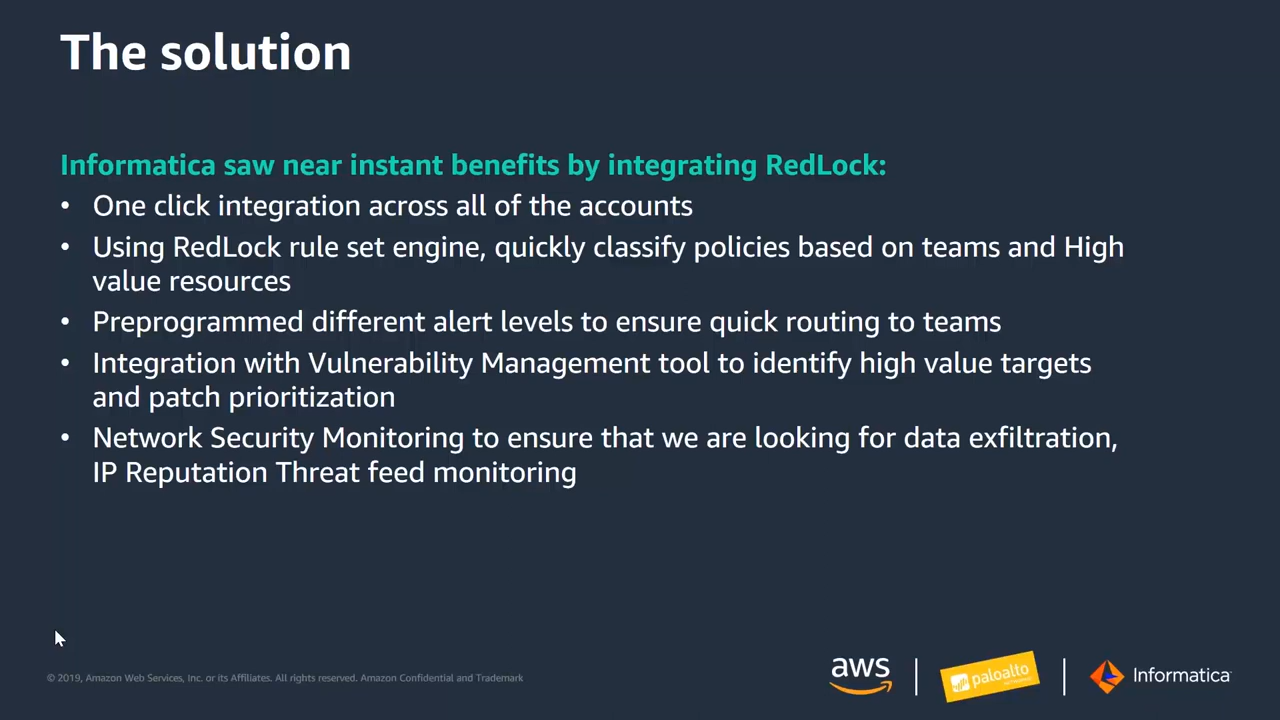 The solution
Informatica saw near instant benefits by integrating RedLock:
• One click integration across all of the accounts
• Using RedLock rule set engine, quickly classify policies based on teams and High
value resources
• Preprogrammed different alert levels to ensure quick routing to teams
• Integration with Vulnerability Management tool to identify high value targets
and patch prioritization
• Network Security Monitoring to ensure that we are looking for data exfiltration,
IP Reputation Threat feed monitoring
© 2019, Amazon Web Services, Inc. or its Affiliates. All rights reserved. Amazon Confidential and Trademark
aws
paloalto
Informatica